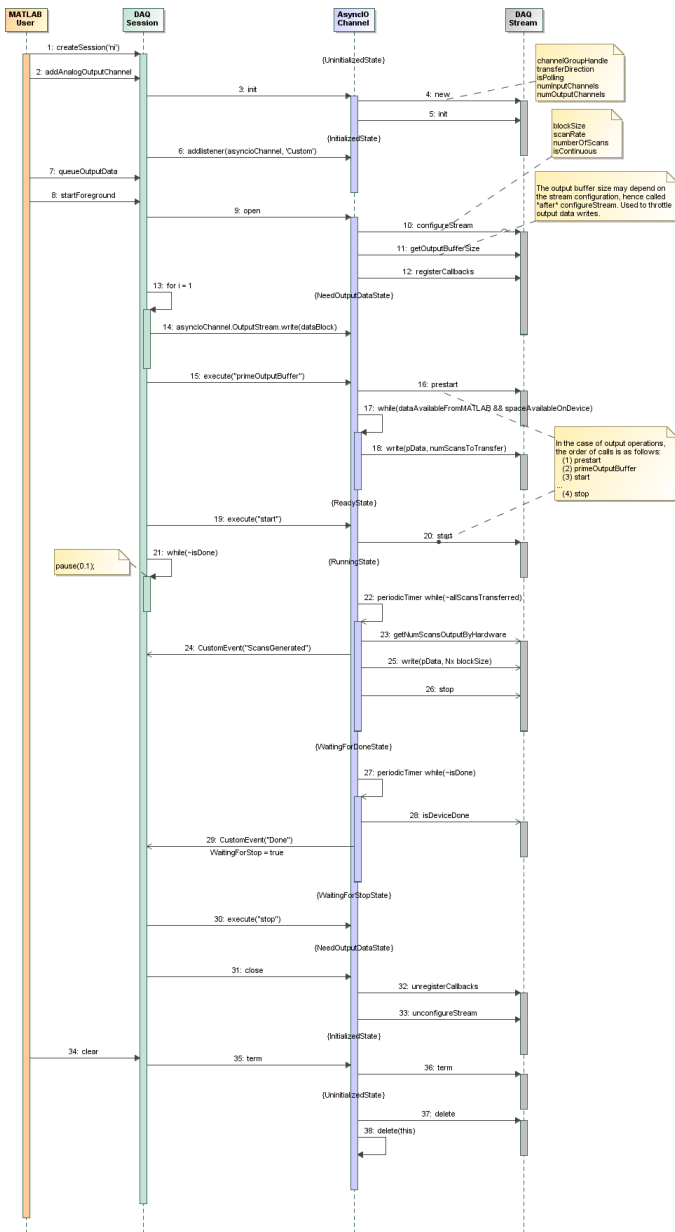 MATLAB
User
DAQ
Session
AsyncIO
Channel
DAQ
Stream
1: createSession('ni')
{UninitializedState}
channelGroupHandle
transferDirection
isPolling
numInputChannels
numOutputChannels
2: addAnalogOutputChannel
3: init
4: new
5: init
{InitializedState}
blockSize
scanRate
numberOfScans
isContinuous
6: addlistener(asyncioChannel, 'Custom')
7: queueOutputData
8: startForeground
The output buffer size may depend on
the stream configuration, hence called
*after* configureStream. Used to throttle
output data writes.
9: open
10: configureStream
11: getOutputBufferSize
12: registerCallbacks
13: for i = 1
{NeedOutputDataState}
14: asyncioChannel.OutputStream.write(dataBlock)
15: execute("primeOutputBuffer")
16: prestart
17: while(dataAvailableFromMATLAB && spaceAvailableOnDevice)
18: write(pData, numScansToTransfer)
In the case of output operations,
the order of calls is as follows:
(1) prestart
(2) primeOutputBuffer
(3) start
...
(4) stop
{ReadyState}
19: execute("start")
20: start
21: while(~isDone)
{RunningState}
pause(0.1);
22: periodicTimer while(~allScansTransferred)
23: getNumScansOutputByHardware
24: CustomEvent("ScansGenerated")
25: write(pData, Nx blockSize)
26: stop
{WaitingForDoneState}
27: periodicTimer while(~isDone)
28: isDeviceDone
29: CustomEvent("Done")
WaitingForStop = true
{WaitingForStopState}
30: execute("stop")
{NeedOutputDataState}
31: close
32: unregisterCallbacks
33: unconfigureStream
{InitializedState}
34: clear
35: term
36: term
{UninitializedState}
37: delete
38: delete(this)